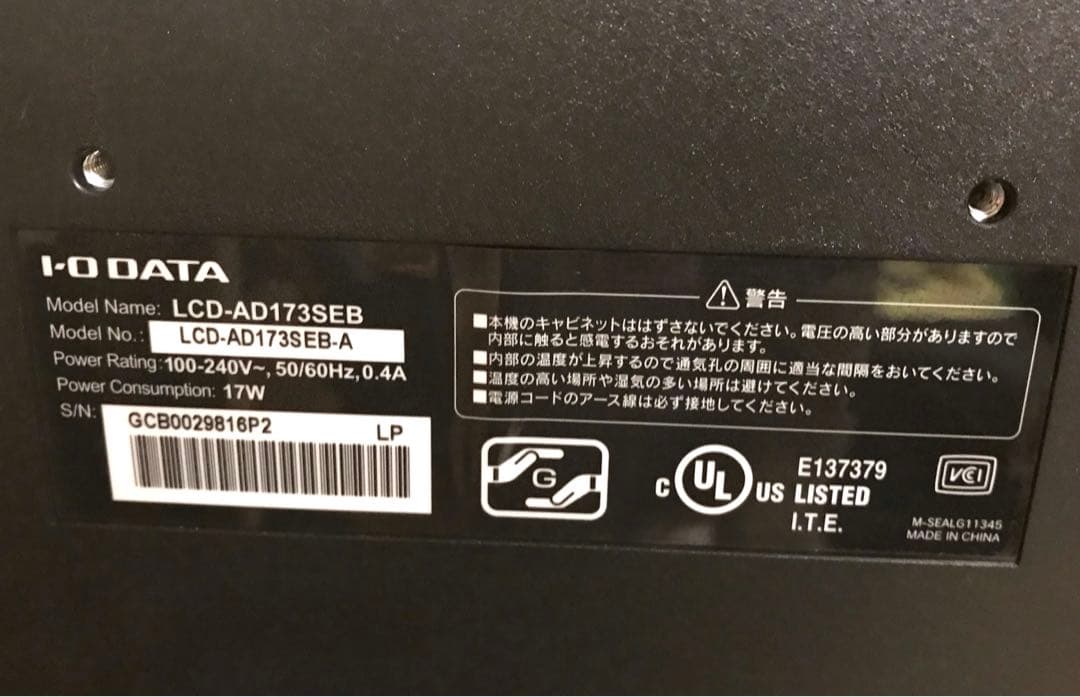 I-O DATA
Model Name: LCD-AD173SEB
Model No.: LCD-AD173SEB-A
Power Rating: 100-240V~, 50/60Hz, 0.4A
Power Consumption: 17W
S/N: GCB0029816P2 LP
警告
■本機のキャビネットははずさないでください。電圧の高い部分がありますので
内部に触ると感電するおそれがあります。
■内部の温度が上昇するので通気孔の周囲に適当な間隔をおいてください。
■温度の高い場所や湿気の多い場所は避けてください。
■電源コードのアース線は必ず接地してください。
G
C UL US LISTED
E137379
I.T.E.
VCCI
M-SEALG11345
MADE IN CHINA